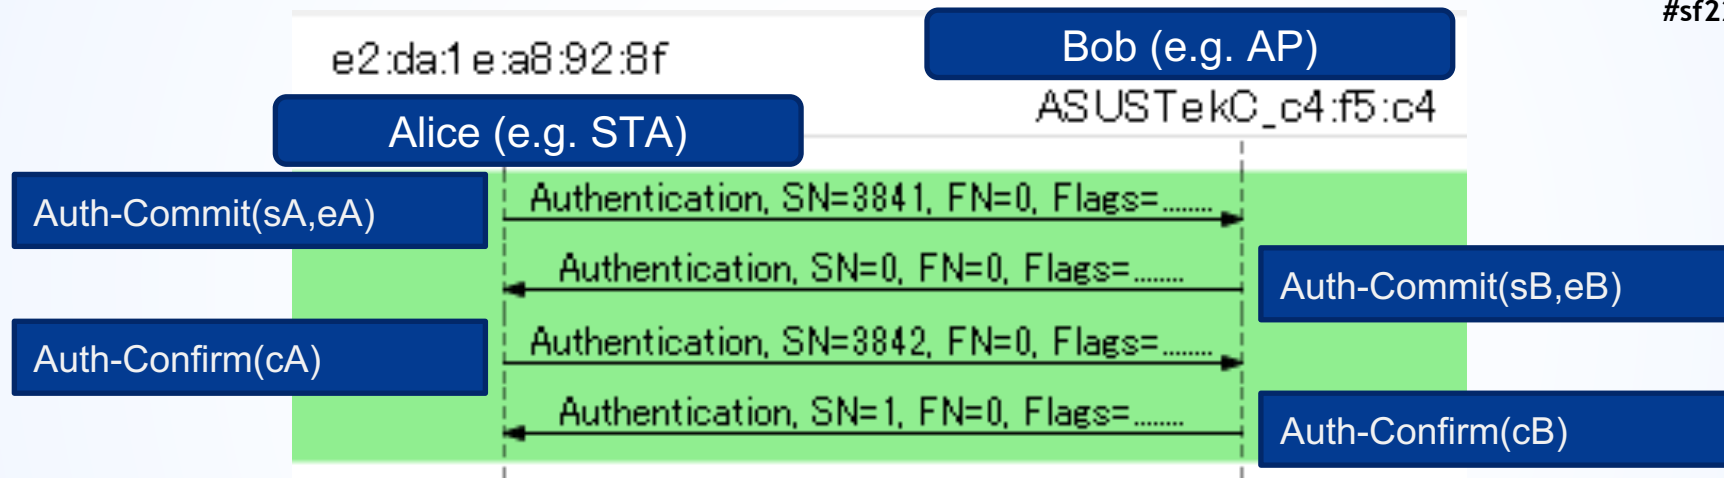 #sf2
e2:da:1e:a8:92:8f
Bob (e.g. AP)
Alice (e.g. STA)
ASUSTekC_c4:f5:c4
Auth-Commit(sA,eA)
Authentication, SN=3841, FN=0, Flags=........
Authentication, SN=0, FN=0, Flags=........
Auth-Commit(sB,eB)
Auth-Confirm(cA)
Authentication, SN=3842, FN=0, Flags=........
Authentication, SN=1, FN=0, Flags=........
Auth-Confirm(cB)